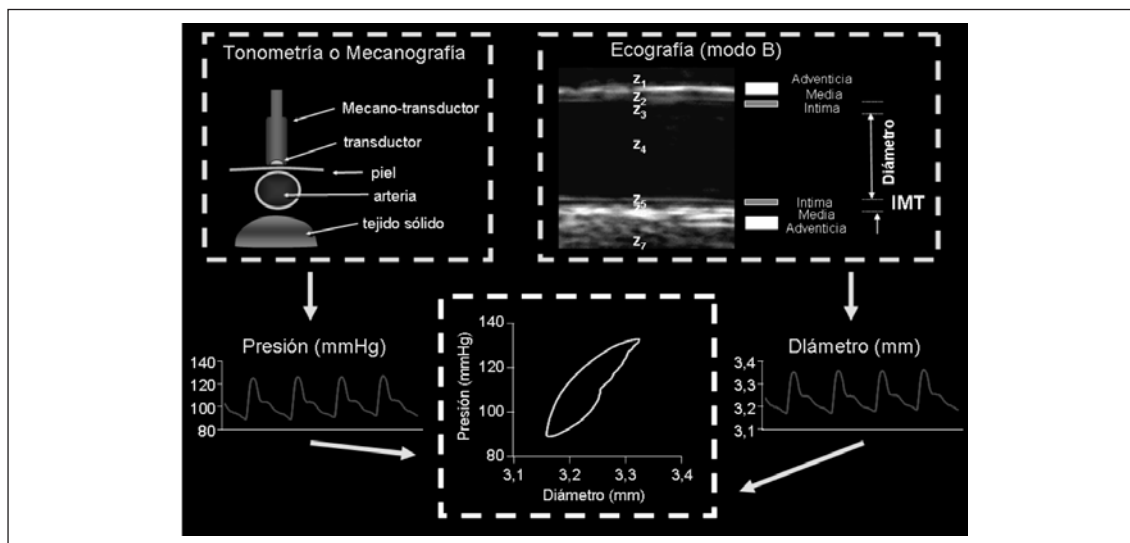 Tonometría o Mecanografía
Mecano-transductor
transductor
piel
arteria
tejido sólido
Ecografía (modo B)
Z1
Z2
Z3
Z4
Z5
Z7
Adventicia
Media
Intima
Diámetro
Intima
IMT
Media
Adventicia
Presión (mmHg)
140
120
100
80
Presión (mmHg)
140
120
100
80
3,1 3,2 3,3 3,4
Diámetro (mm)
DIámetro (mm)
3,4
3,3
3,2
3,1